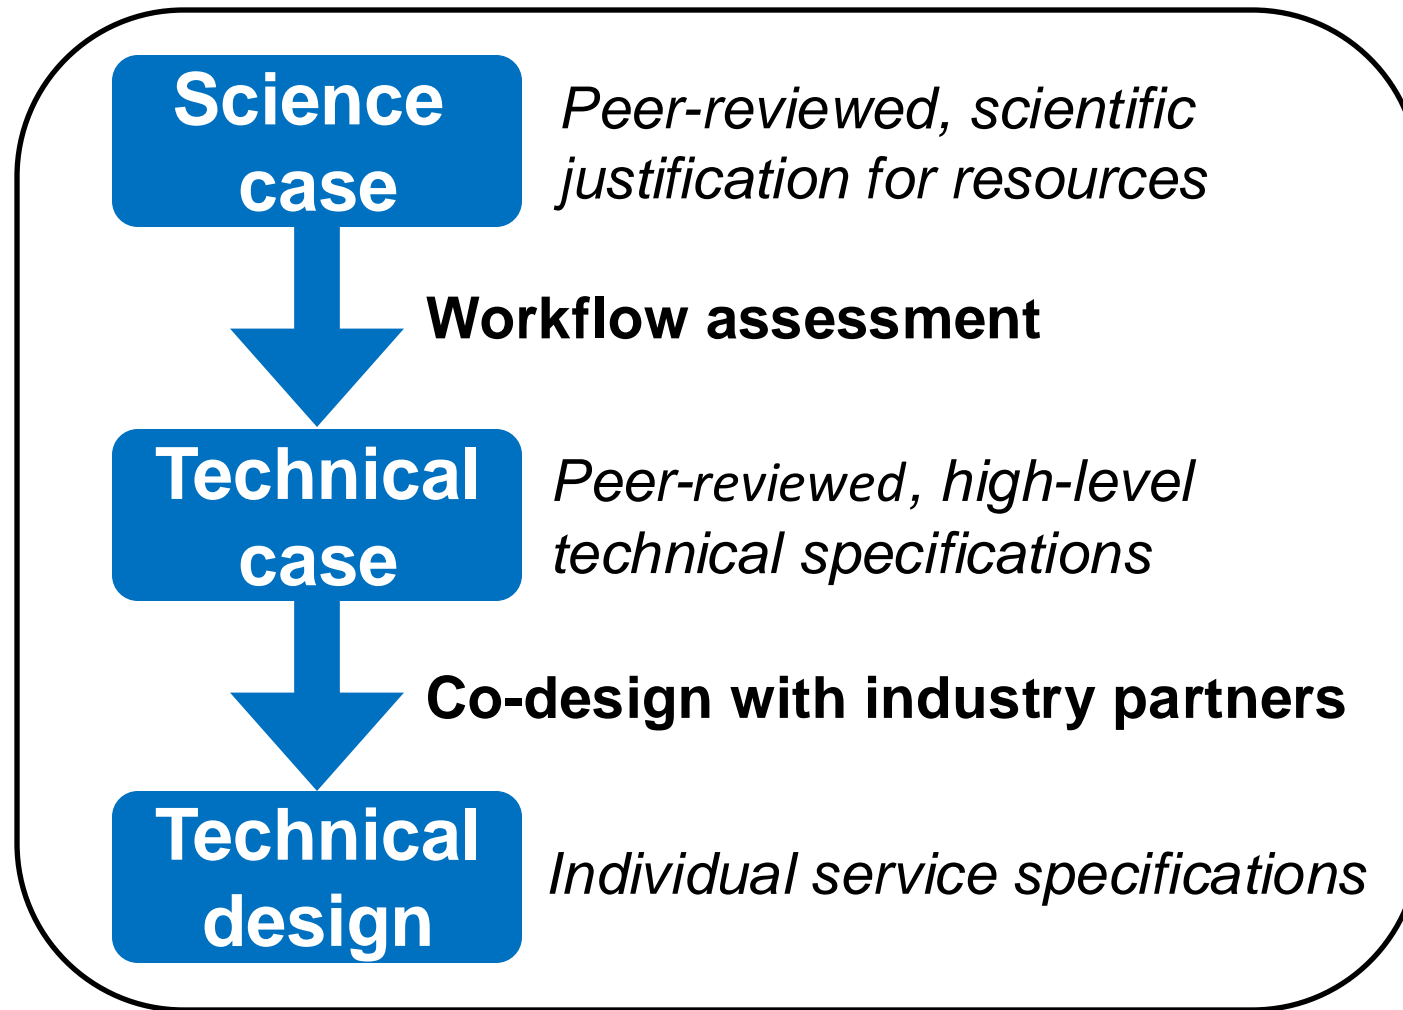 Science
case
Peer-reviewed, scientific
justification for resources
Workflow assessment
Technical
case
Peer-reviewed, high-level
technical specifications
Co-design with industry partners
Technical
design
Individual service specifications